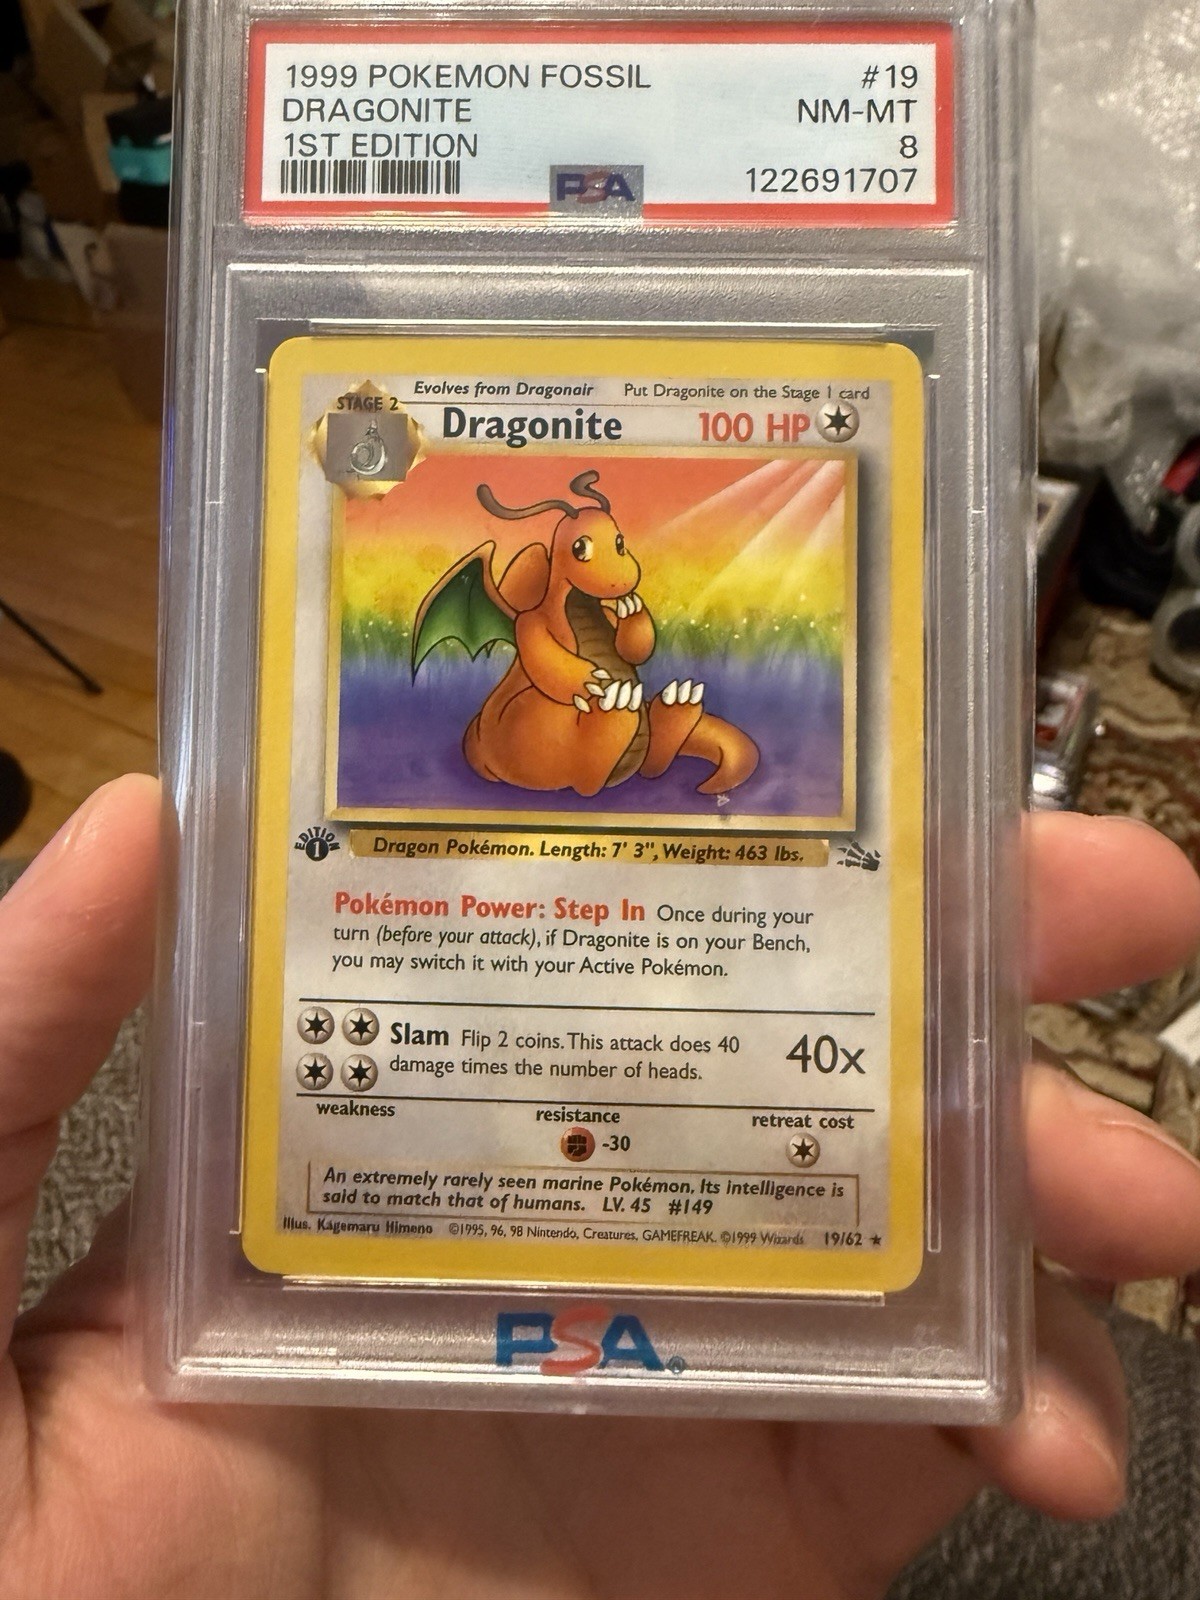 1999 POKEMON FOSSIL #19
DRAGONITE NM-MT
1ST EDITION 8
PSA 122691707
Evolves from Dragonair Put Dragonite on the Stage 1 card
STAGE 2
Dragonite 100 HP
EDITION
1
Dragon Pokémon. Length: 7' 3", Weight: 463 lbs.
Pokémon Power: Step In Once during your
turn (before your attack), if Dragonite is on your Bench,
you may switch it with your Active Pokémon.
Slam Flip 2 coins. This attack does 40
damage times the number of heads.
40x
weakness resistance retreat cost
-30
An extremely rarely seen marine Pokémon. Its intelligence is
said to match that of humans. LV. 45 #149
Illus. Kagemaru Himeno ©1995, 96, 98 Nintendo, Creatures, GAMEFREAK. ©1999 Wizards 19/62 ★
PSA®